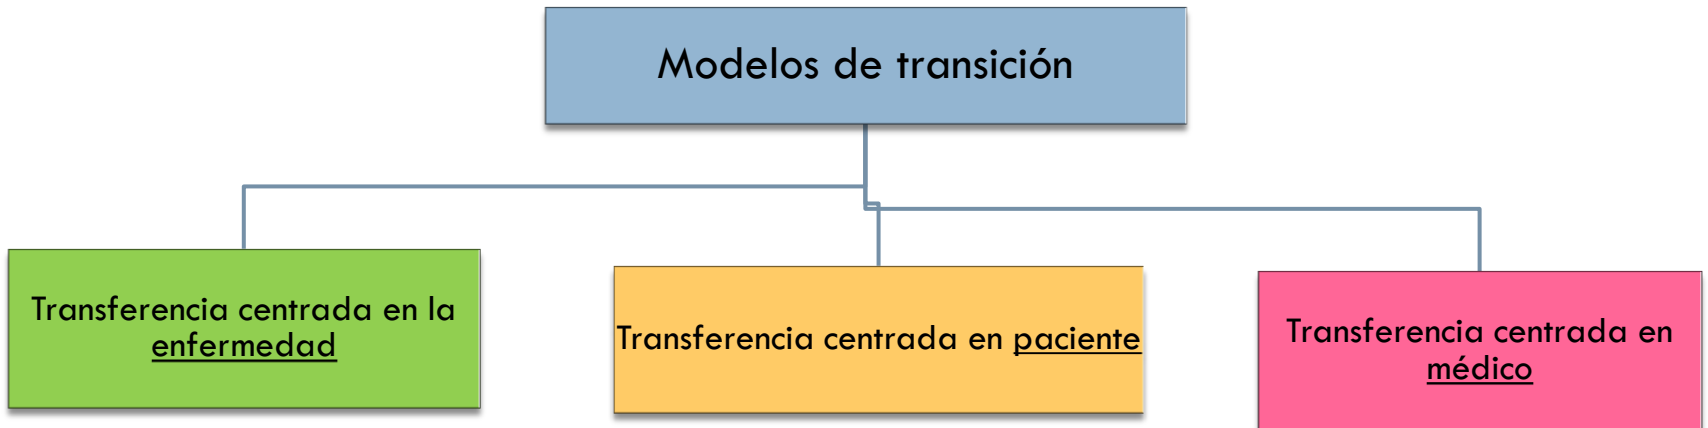 Modelos de transición
Transferencia centrada en la
enfermedad
Transferencia centrada en paciente
Transferencia centrada en
médico